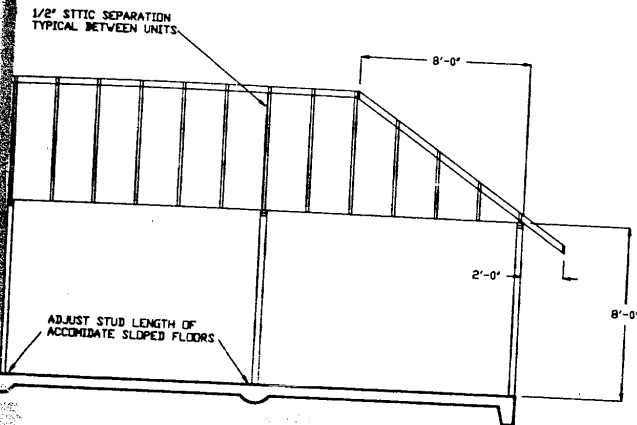 1/2" STTIC SEPARATION
TYPICAL BETWEEN UNITS
8'-0"
2'-0"
8'-0"
ADJUST STUD LENGTH OF
ACCOMIDATE SLOPED FLOORS